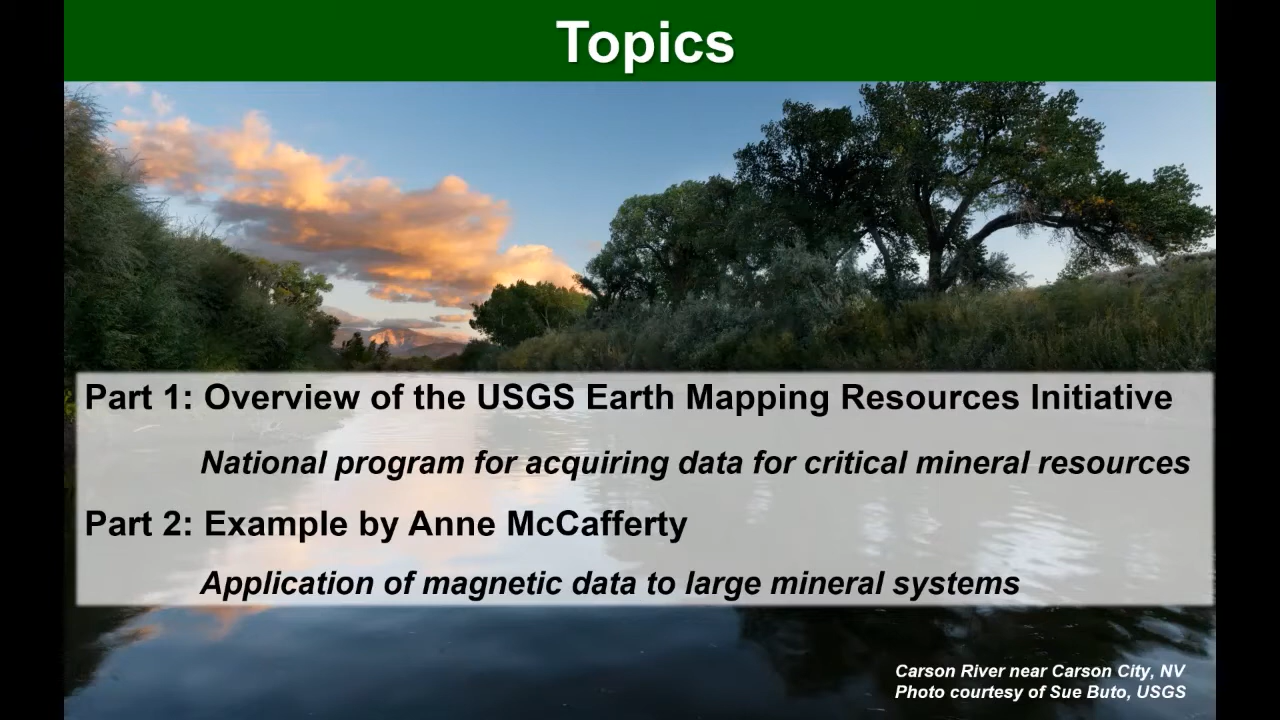 Topics
Part 1: Overview of the USGS Earth Mapping Resources Initiative
National program for acquiring data for critical mineral resources
Part 2: Example by Anne McCafferty
Application of magnetic data to large mineral systems
Carson River near Carson City, NV
Photo courtesy of Sue Buto, USGS